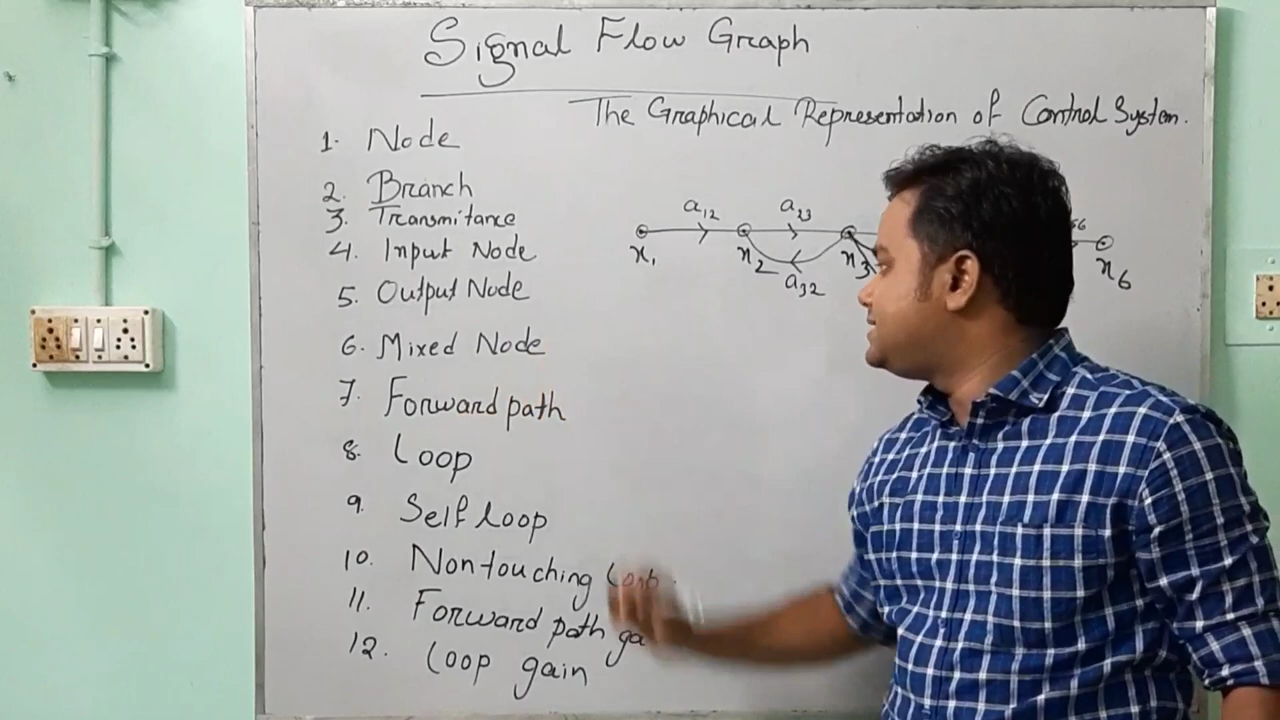 Signal Flow Graph
The Graphical Representation of Control System.
1. Node
2. Branch
3. Transmitance
4. Input Node
5. Output Node
6. Mixed Node
7. Forward path
8. Loop
9. Self Loop
10. Nontouching
11. Forward path
12. Loop gain
a12 a23
x1 x2 x3 x6
a32